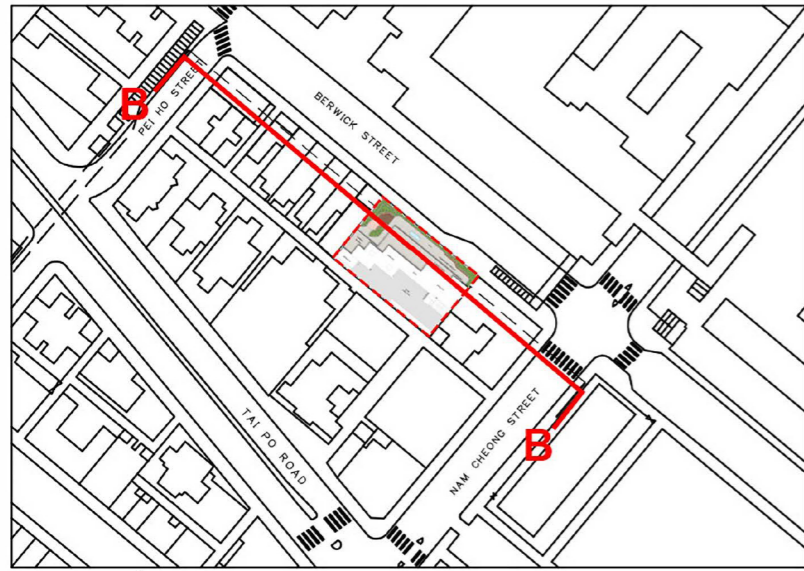 B
PEI HO STREET
BERWICK STREET
TAI PO ROAD
NAM CHEONG STREET
B